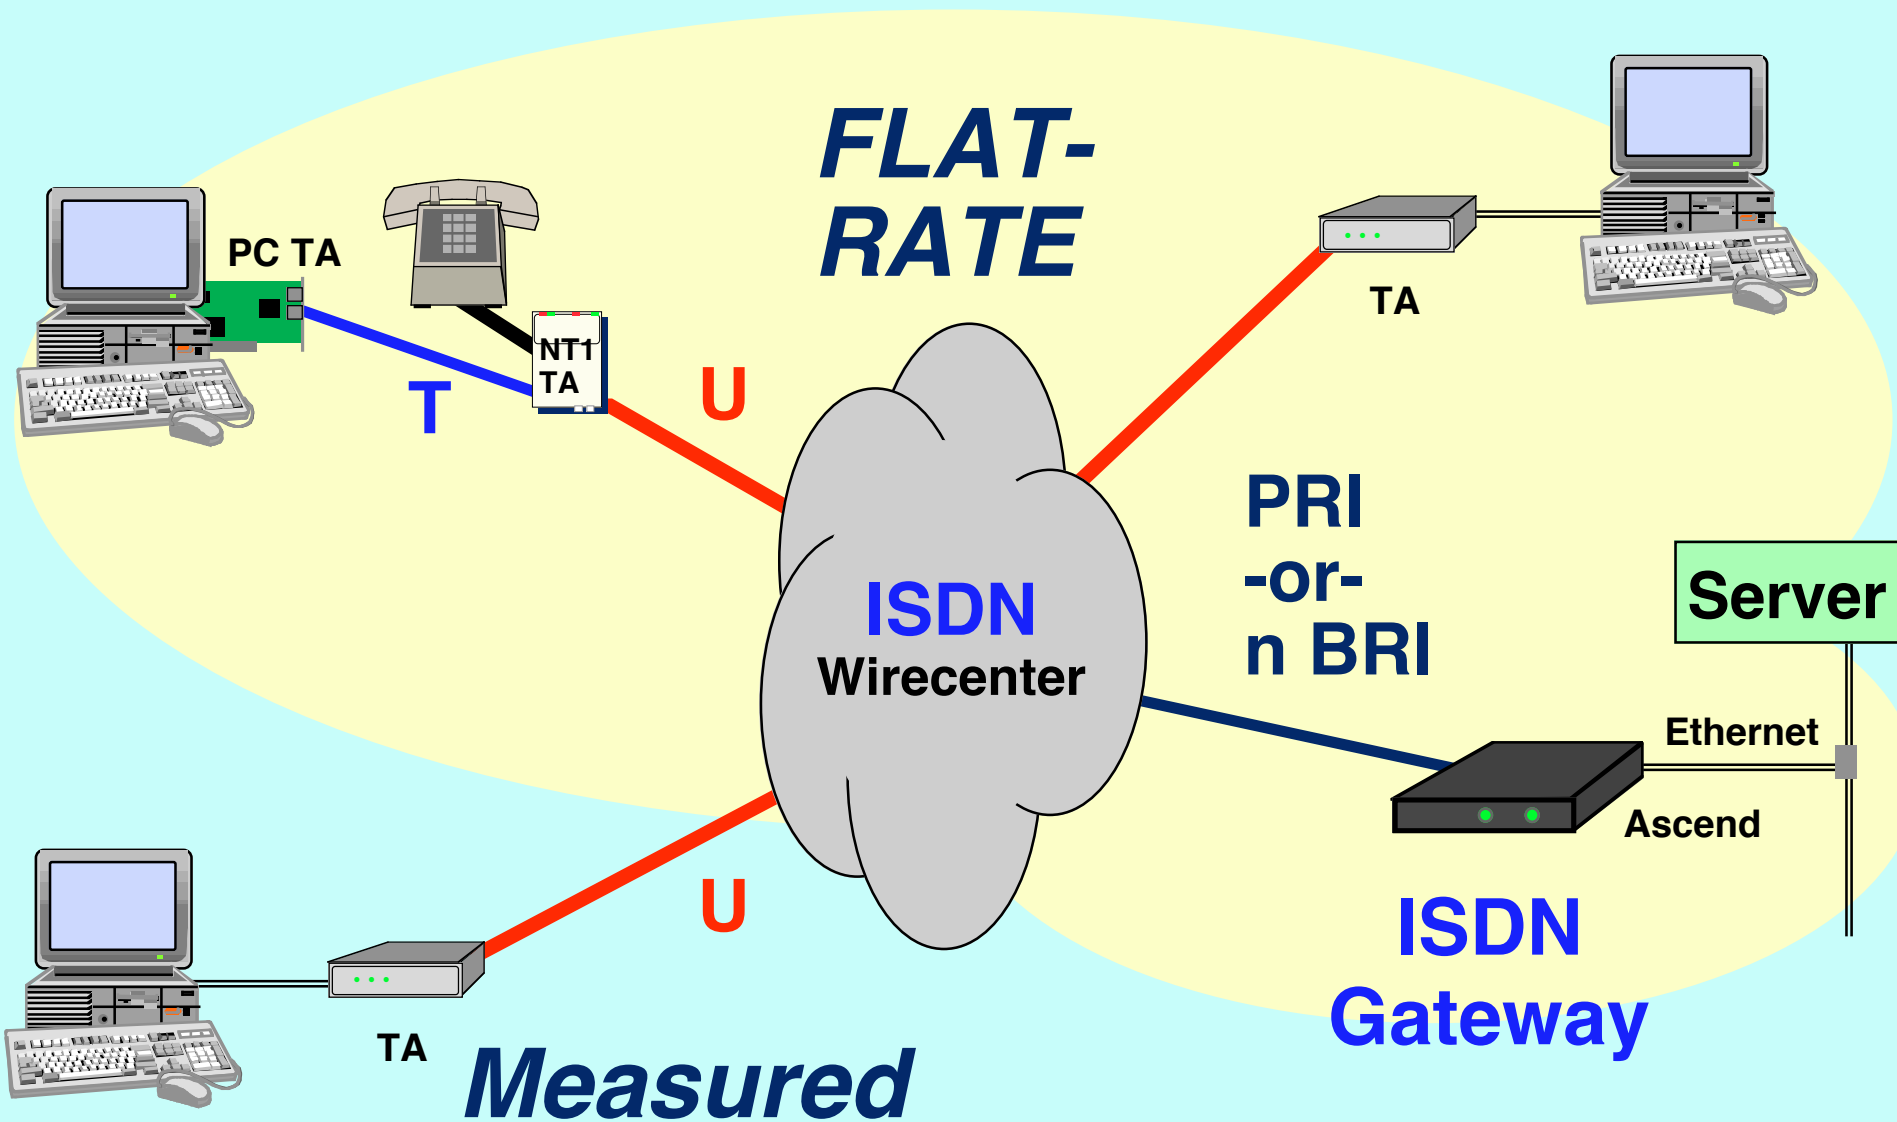 FLAT-
RATE
PC TA
NT1
TA
T
U
TA
PRI
-or-
n BRI
Server
ISDN
Wirecenter
Ethernet
Ascend
U
ISDN
Gateway
TA
Measured